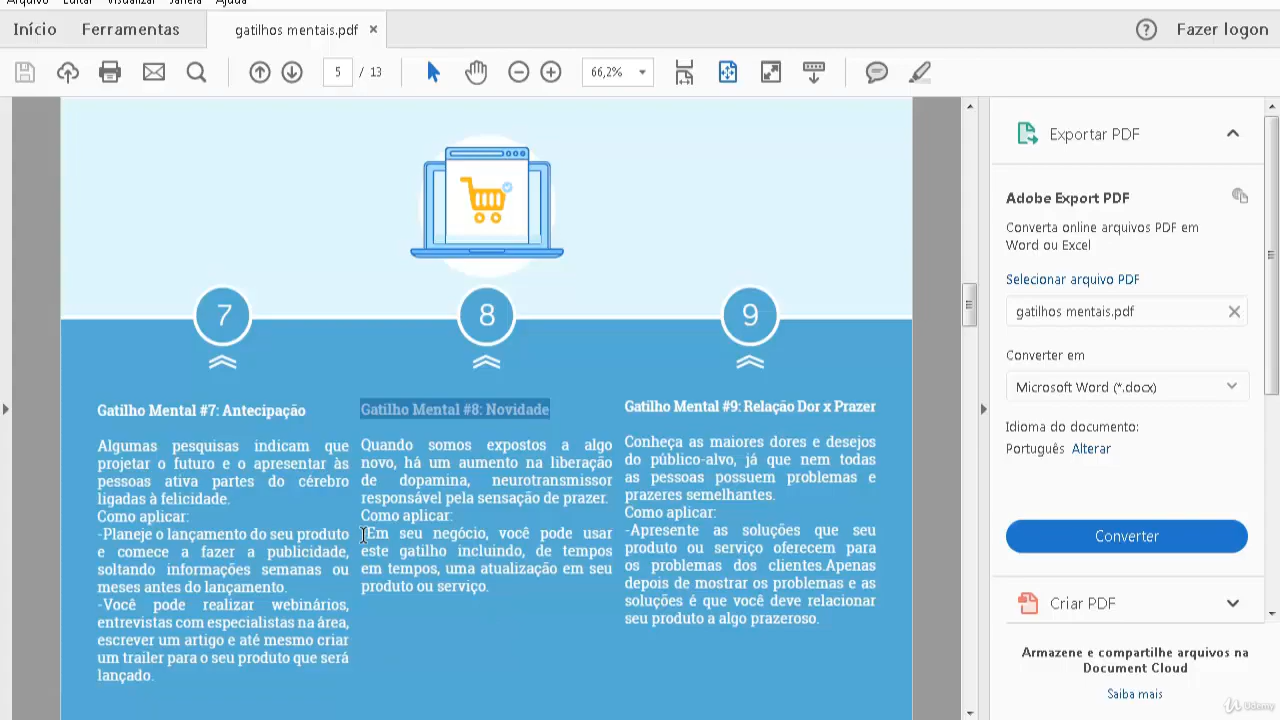 Arquivo Editar Visualizar Janela Ajuda
Início Ferramentas gatilhos mentais.pdf Fazer logon
5 / 13 66,2%
7
8
9
Gatilho Mental #7: Antecipação
Algumas pesquisas indicam que
projetar o futuro e o apresentar às
pessoas ativa partes do cérebro
ligadas à felicidade.
Como aplicar:
-Planeje o lançamento do seu produto
e comece a fazer a publicidade,
soltando informações semanas ou
meses antes do lançamento.
-Você pode realizar webinários,
entrevistas com especialistas na área,
escrever um artigo e até mesmo criar
um trailer para o seu produto que será
lançado.
Gatilho Mental #8: Novidade
Quando somos expostos a algo
novo, há um aumento na liberação
de dopamina, neurotransmissor
responsável pela sensação de prazer.
Como aplicar:
-Em seu negócio, você pode usar
este gatilho incluindo, de tempos
em tempos, uma atualização em seu
produto ou serviço.
Gatilho Mental #9: Relação Dor x Prazer
Conheça as maiores dores e desejos
do público-alvo, já que nem todas
as pessoas possuem problemas e
prazeres semelhantes.
Como aplicar:
-Apresente as soluções que seu
produto ou serviço oferecem para
os problemas dos clientes.Apenas
depois de mostrar os problemas e as
soluções é que você deve relacionar
seu produto a algo prazeroso.
Exportar PDF
Adobe Export PDF
Converta online arquivos PDF em
Word ou Excel
Selecionar arquivo PDF
gatilhos mentais.pdf
Converter em
Microsoft Word (*.docx)
Idioma do documento:
Português Alterar
Converter
Criar PDF
Armazene e compartilhe arquivos na
Document Cloud
Saiba mais
Udemy